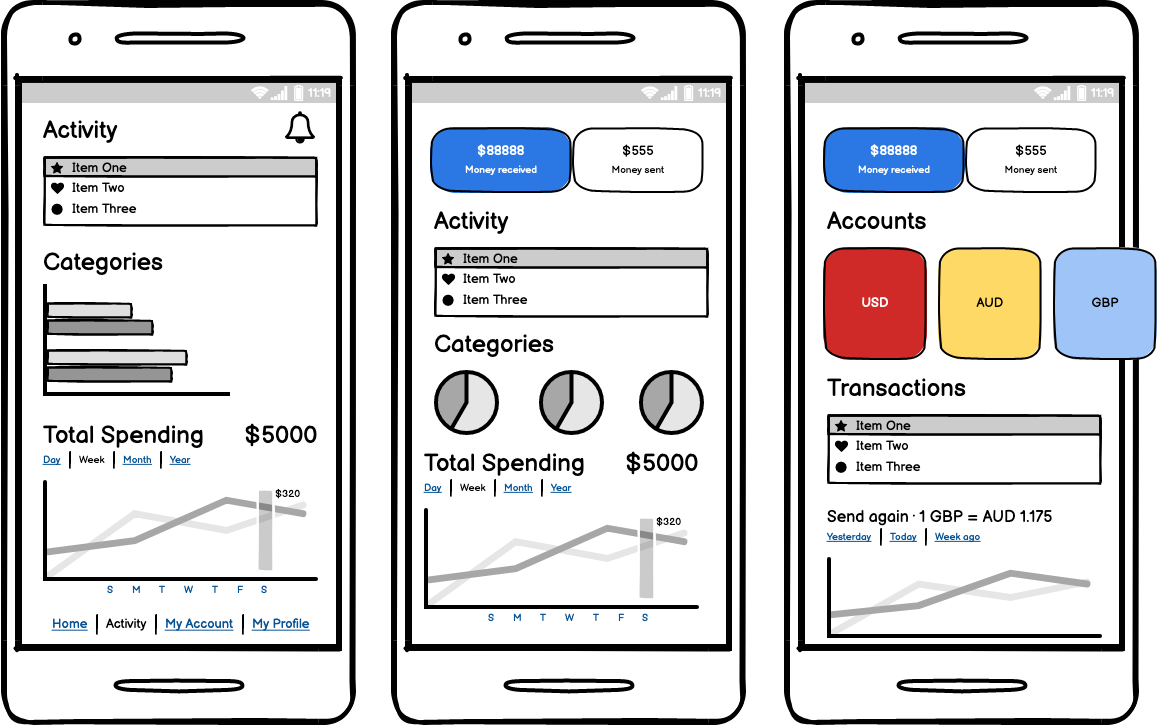 11:19
Activity
Item One
Item Two
Item Three
Categories
Total Spending $5000
Day Week Month Year
$320
S M T W T F S
Home Activity My Account My Profile
11:19
$88888 $555
Money received Money sent
Activity
Item One
Item Two
Item Three
Categories
Total Spending $5000
Day Week Month Year
$320
S M T W T F S
11:19
$88888 $555
Money received Money sent
Accounts
USD AUD GBP
Transactions
Item One
Item Two
Item Three
Send again · 1 GBP = AUD 1.175
Yesterday Today Week ago